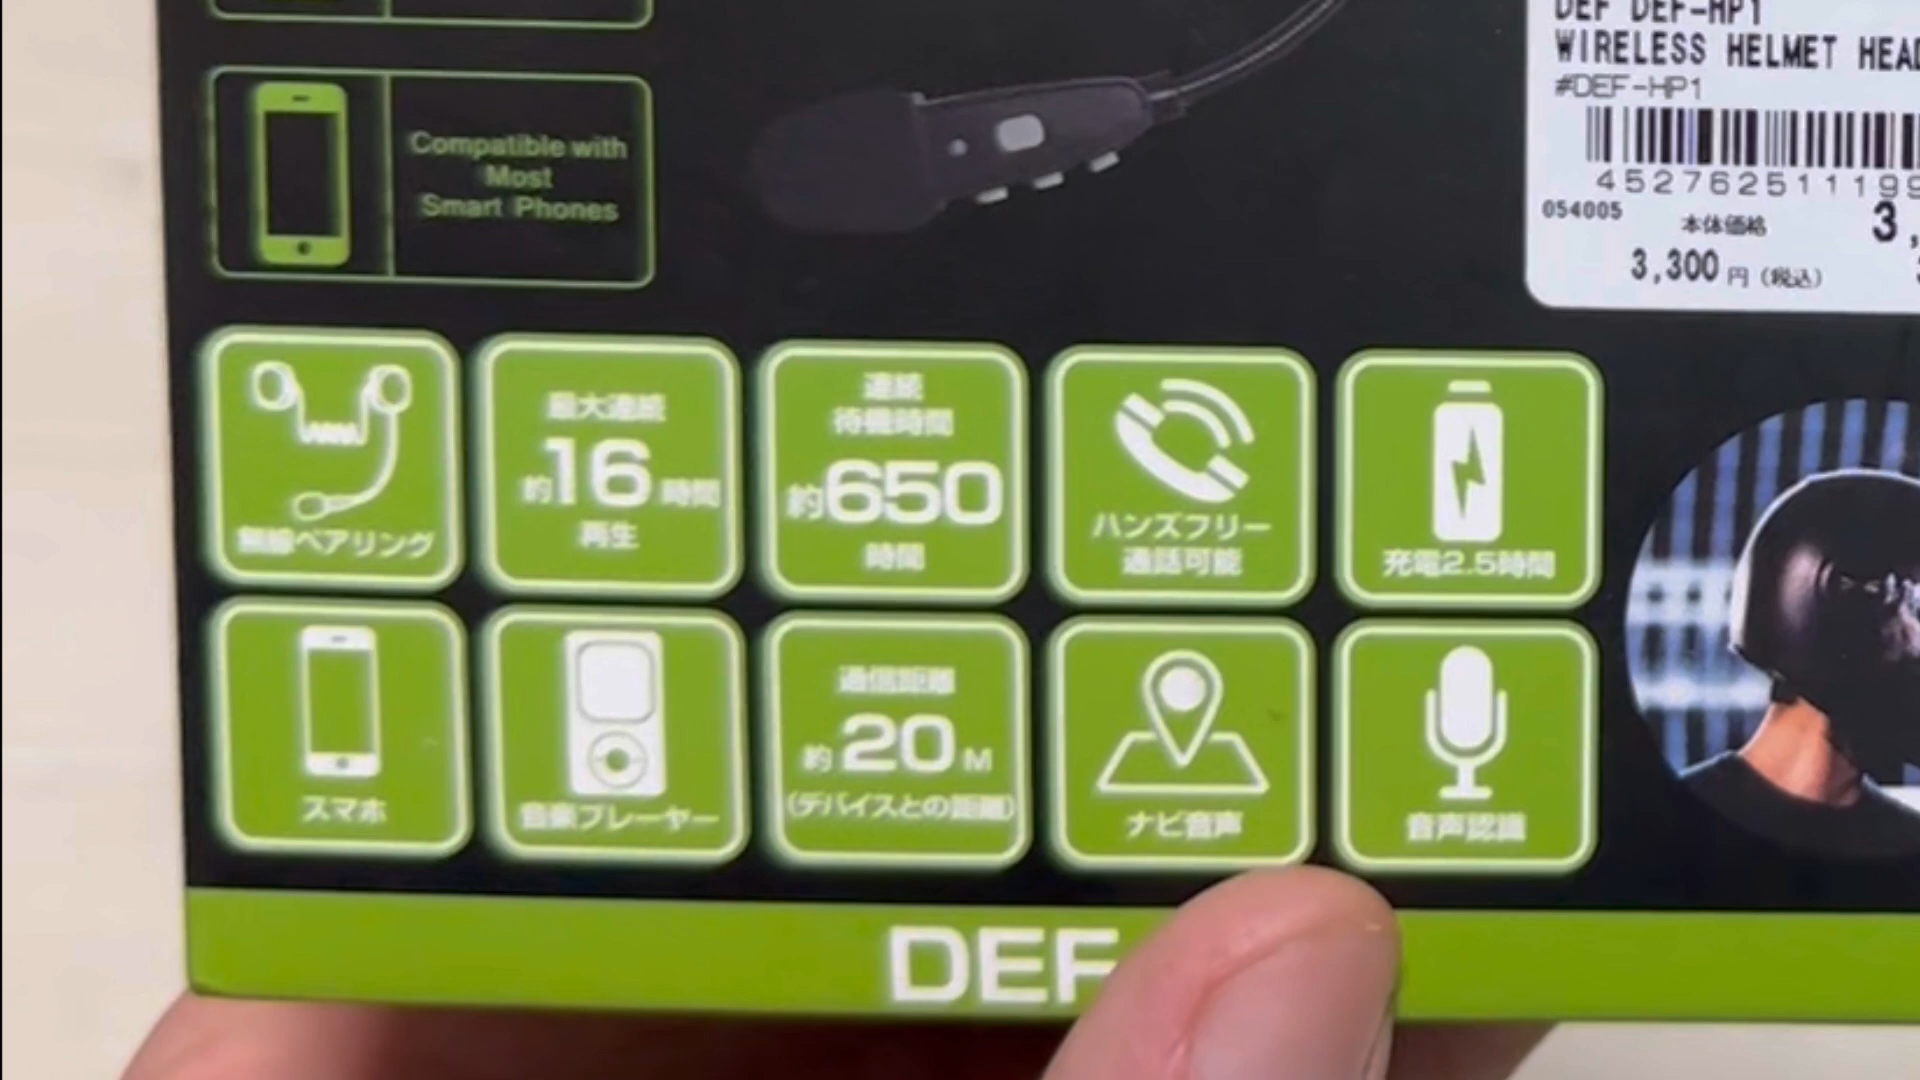 Compatible with
Most
Smart Phones
DEF DEF-HP1
WIRELESS HELMET
#DEF-HP1
45276251119
054005
本体価格
3,300 円 (税込)
無線ペアリング
最大連続
約16時間
再生
連続
待機時間
約650
時間
ハンズフリー
通話可能
充電2.5時間
スマホ
音楽プレーヤー
通信距離
約20M
(デバイスとの距離)
ナビ音声
音声認識
DEF